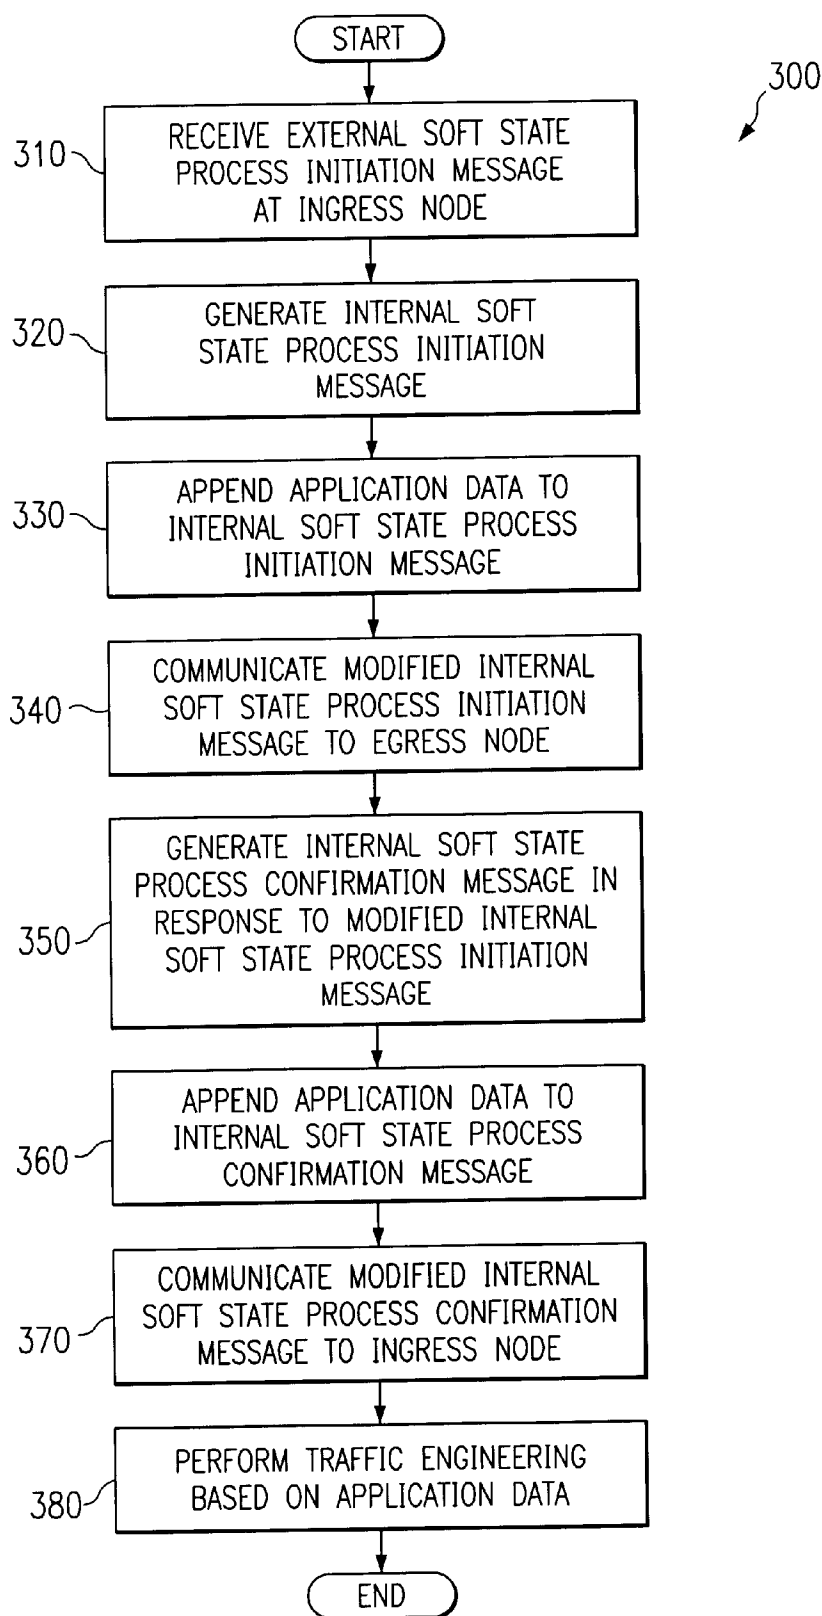 START
300
310
RECEIVE EXTERNAL SOFT STATE
PROCESS INITIATION MESSAGE
AT INGRESS NODE
320
GENERATE INTERNAL SOFT
STATE PROCESS INITIATION
MESSAGE
330
APPEND APPLICATION DATA TO
INTERNAL SOFT STATE PROCESS
INITIATION MESSAGE
340
COMMUNICATE MODIFIED INTERNAL
SOFT STATE PROCESS INITIATION
MESSAGE TO EGRESS NODE
350
GENERATE INTERNAL SOFT STATE
PROCESS CONFIRMATION MESSAGE IN
RESPONSE TO MODIFIED INTERNAL
SOFT STATE PROCESS INITIATION
MESSAGE
360
APPEND APPLICATION DATA TO
INTERNAL SOFT STATE PROCESS
CONFIRMATION MESSAGE
370
COMMUNICATE MODIFIED INTERNAL
SOFT STATE PROCESS CONFIRMATION
MESSAGE TO INGRESS NODE
380
PERFORM TRAFFIC ENGINEERING
BASED ON APPLICATION DATA
END